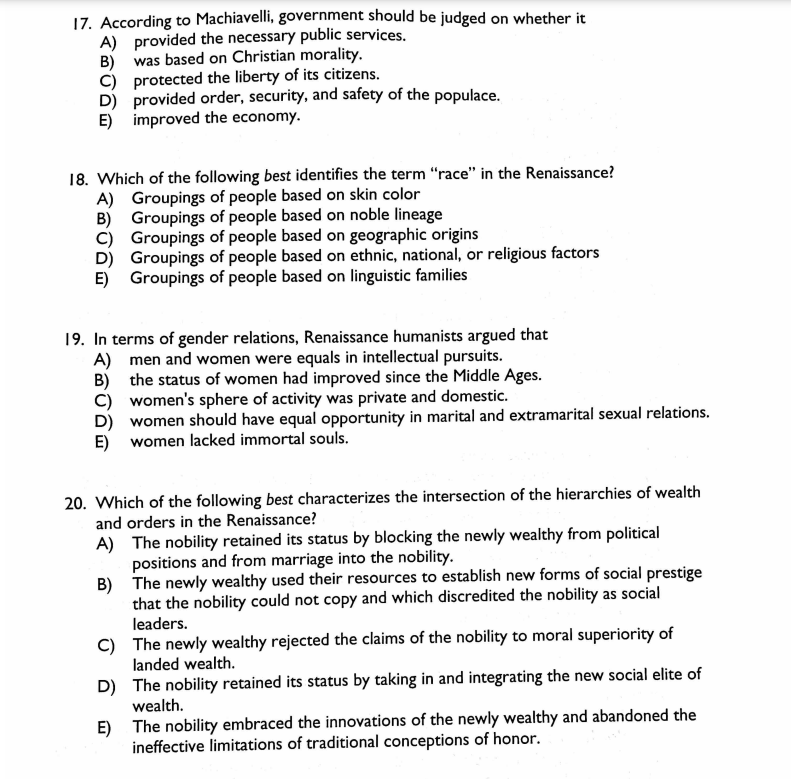 17. According to Machiavelli, government should be judged on whether it
A) provided the necessary public services.
B) was based on Christian morality.
C) protected the liberty of its citizens.
D) provided order, security, and safety of the populace.
E) improved the economy.
18. Which of the following best identifies the term “race” in the Renaissance?
A) Groupings of people based on skin color
B) Groupings of people based on noble lineage
C) Groupings of people based on geographic origins
D) Groupings of people based on ethnic, national, or religious factors
E) Groupings of people based on linguistic families
19. In terms of gender relations, Renaissance humanists argued that
A) men and women were equals in intellectual pursuits.
B) the status of women had improved since the Middle Ages.
C) women's sphere of activity was private and domestic.
D) women should have equal opportunity in marital and extramarital sexual relations.
E) women lacked immortal souls.
20. Which of the following best characterizes the intersection of the hierarchies of wealth
and orders in the Renaissance?
A) The nobility retained its status by blocking the newly wealthy from political
positions and from marriage into the nobility.
B) The newly wealthy used their resources to establish new forms of social prestige
that the nobility could not copy and which discredited the nobility as social
leaders.
C) The newly wealthy rejected the claims of the nobility to moral superiority of
landed wealth.
D) The nobility retained its status by taking in and integrating the new social elite of
wealth.
E) The nobility embraced the innovations of the newly wealthy and abandoned the
ineffective limitations of traditional conceptions of honor.